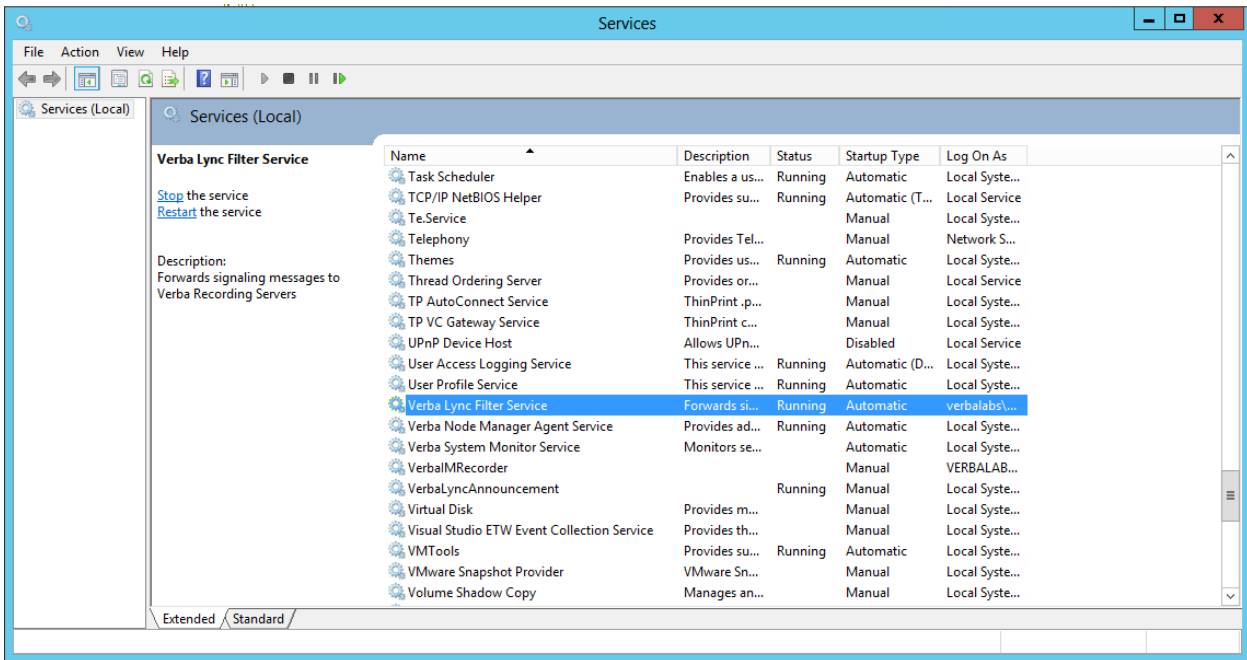 Services
File Action View Help
Services (Local)
Services (Local)
Verba Lync Filter Service
Stop the service
Restart the service
Description:
Forwards signaling messages to
Verba Recording Servers
Name Description Status Startup Type Log On As
Task Scheduler Enables a us... Running Automatic Local Syste...
TCP/IP NetBIOS Helper Provides su... Running Automatic (T... Local Service
Te.Service Manual Local Syste...
Telephony Provides Tel... Manual Network S...
Themes Provides us... Running Automatic Local Syste...
Thread Ordering Server Provides or... Manual Local Service
TP AutoConnect Service ThinPrint .p... Manual Local Syste...
TP VC Gateway Service ThinPrint c... Manual Local Syste...
UPnP Device Host Allows UPn... Disabled Local Service
User Access Logging Service This service ... Running Automatic (D... Local Syste...
User Profile Service This service ... Running Automatic Local Syste...
Verba Lync Filter Service Forwards si... Running Automatic verbalabs\...
Verba Node Manager Agent Service Provides ad... Running Automatic Local Syste...
Verba System Monitor Service Monitors se... Automatic Local Syste...
VerbaIMRecorder Manual VERBALAB...
VerbaLyncAnnouncement Running Manual Local Syste...
Virtual Disk Provides m... Manual Local Syste...
Visual Studio ETW Event Collection Service Provides th... Manual Local Syste...
VMTools Provides su... Running Automatic Local Syste...
VMware Snapshot Provider VMware Sn... Manual Local Syste...
Volume Shadow Copy Manages an... Manual Local Syste...
Extended Standard